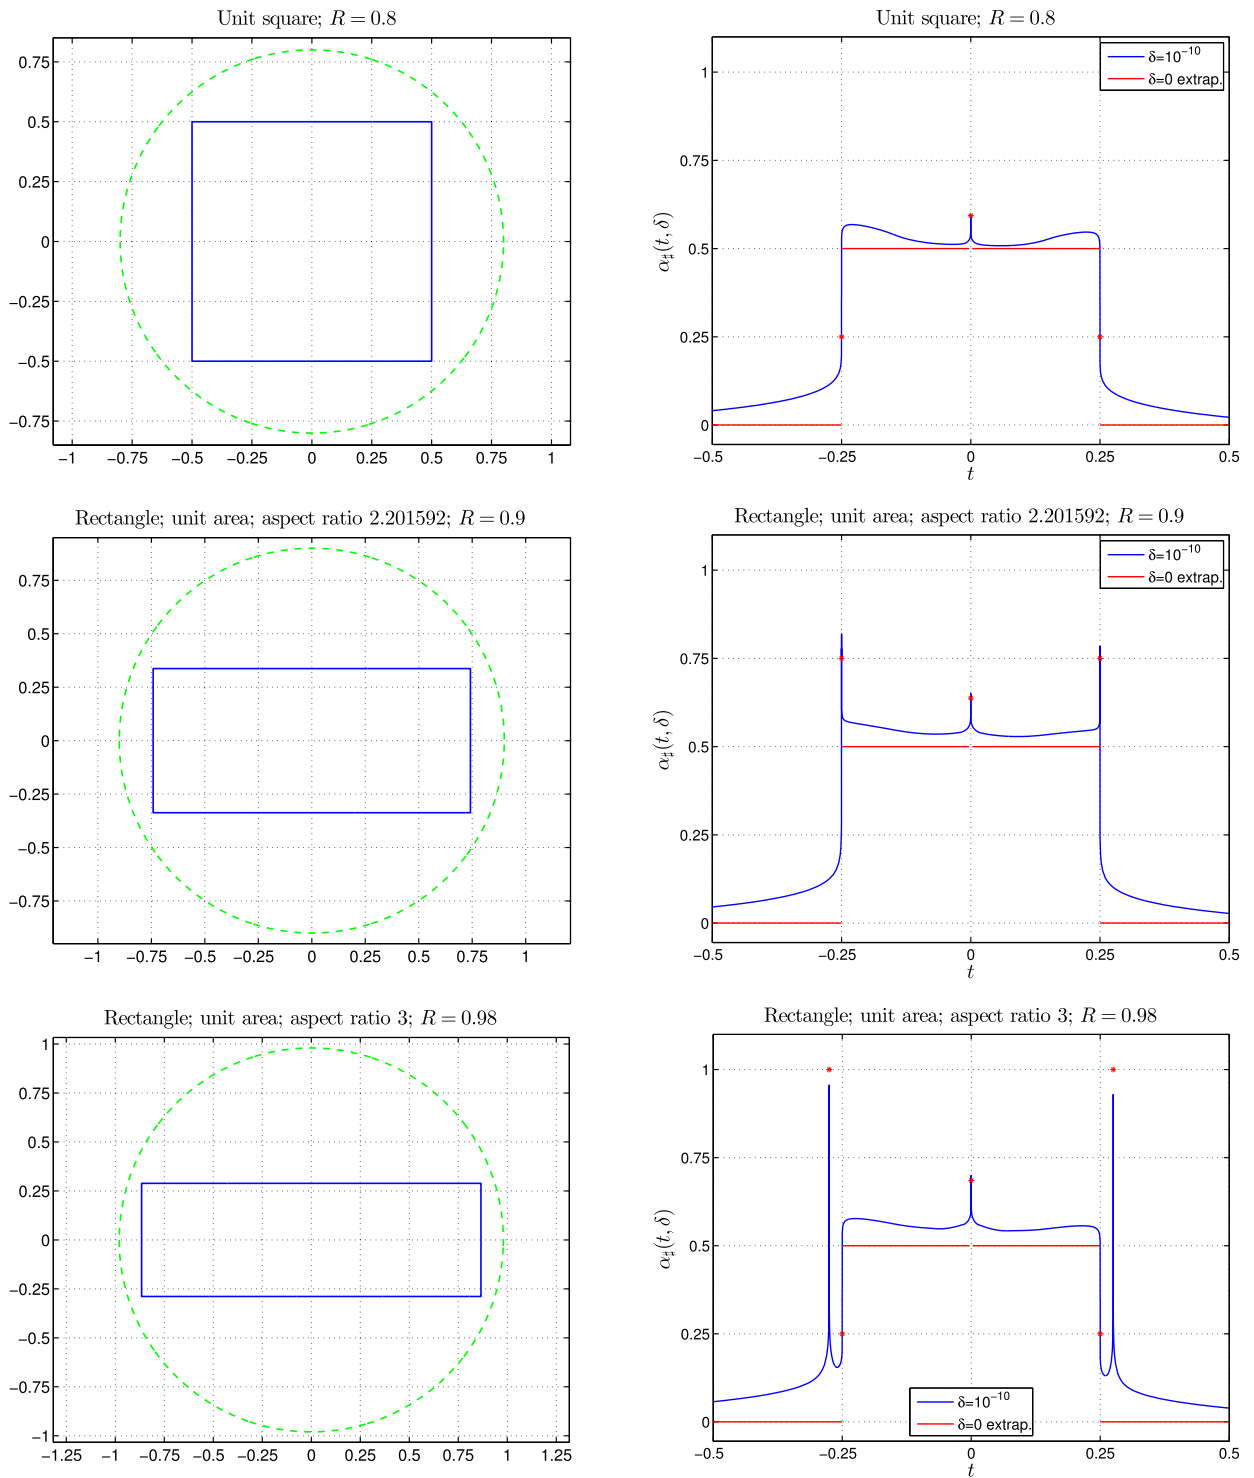 Unit square; R = 0.8
0.75
0.5
0.25
0
−0.25
−0.5
−0.75
−1 −0.75 −0.5 −0.25 0 0.25 0.5 0.75 1
Unit square; R = 0.8
δ=10⁻¹⁰
δ=0 extrap.
α♯(t, δ)
1
0.75
0.5
0.25
0
−0.5 −0.25 0 0.25 0.5
t
Rectangle; unit area; aspect ratio 2.201592; R = 0.9
0.75
0.5
0.25
0
−0.25
−0.5
−0.75
−1 −0.75 −0.5 −0.25 0 0.25 0.5 0.75 1
Rectangle; unit area; aspect ratio 2.201592; R = 0.9
δ=10⁻¹⁰
δ=0 extrap.
α♯(t, δ)
1
0.75
0.5
0.25
0
−0.5 −0.25 0 0.25 0.5
t
Rectangle; unit area; aspect ratio 3; R = 0.98
1
0.75
0.5
0.25
0
−0.25
−0.5
−0.75
−1
−1.25 −1 −0.75 −0.5 −0.25 0 0.25 0.5 0.75 1 1.25
Rectangle; unit area; aspect ratio 3; R = 0.98
α♯(t, δ)
1
0.75
0.5
0.25
0
δ=10⁻¹⁰
δ=0 extrap.
−0.5 −0.25 0 0.25 0.5
t